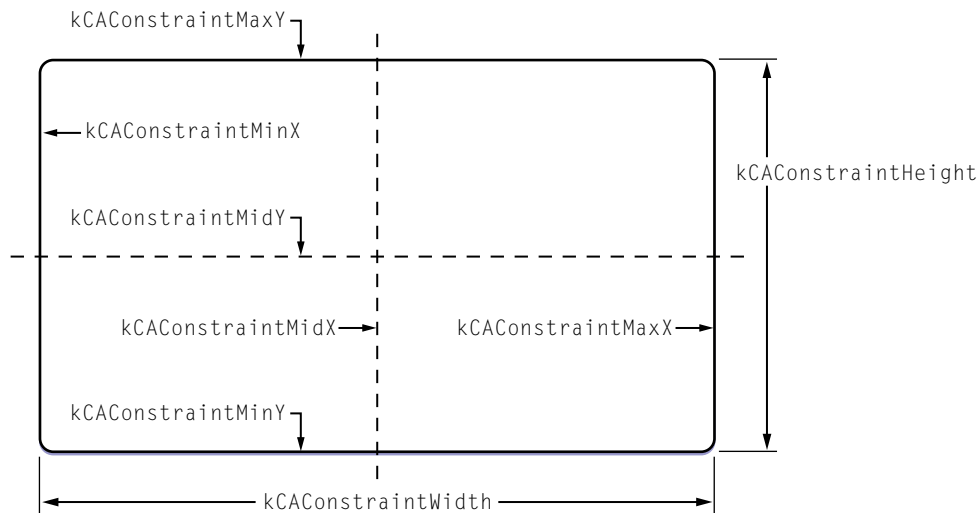 kCAConstraintMaxY
kCAConstraintMinX
kCAConstraintHeight
kCAConstraintMidY
kCAConstraintMidX
kCAConstraintMaxX
kCAConstraintMinY
kCAConstraintWidth